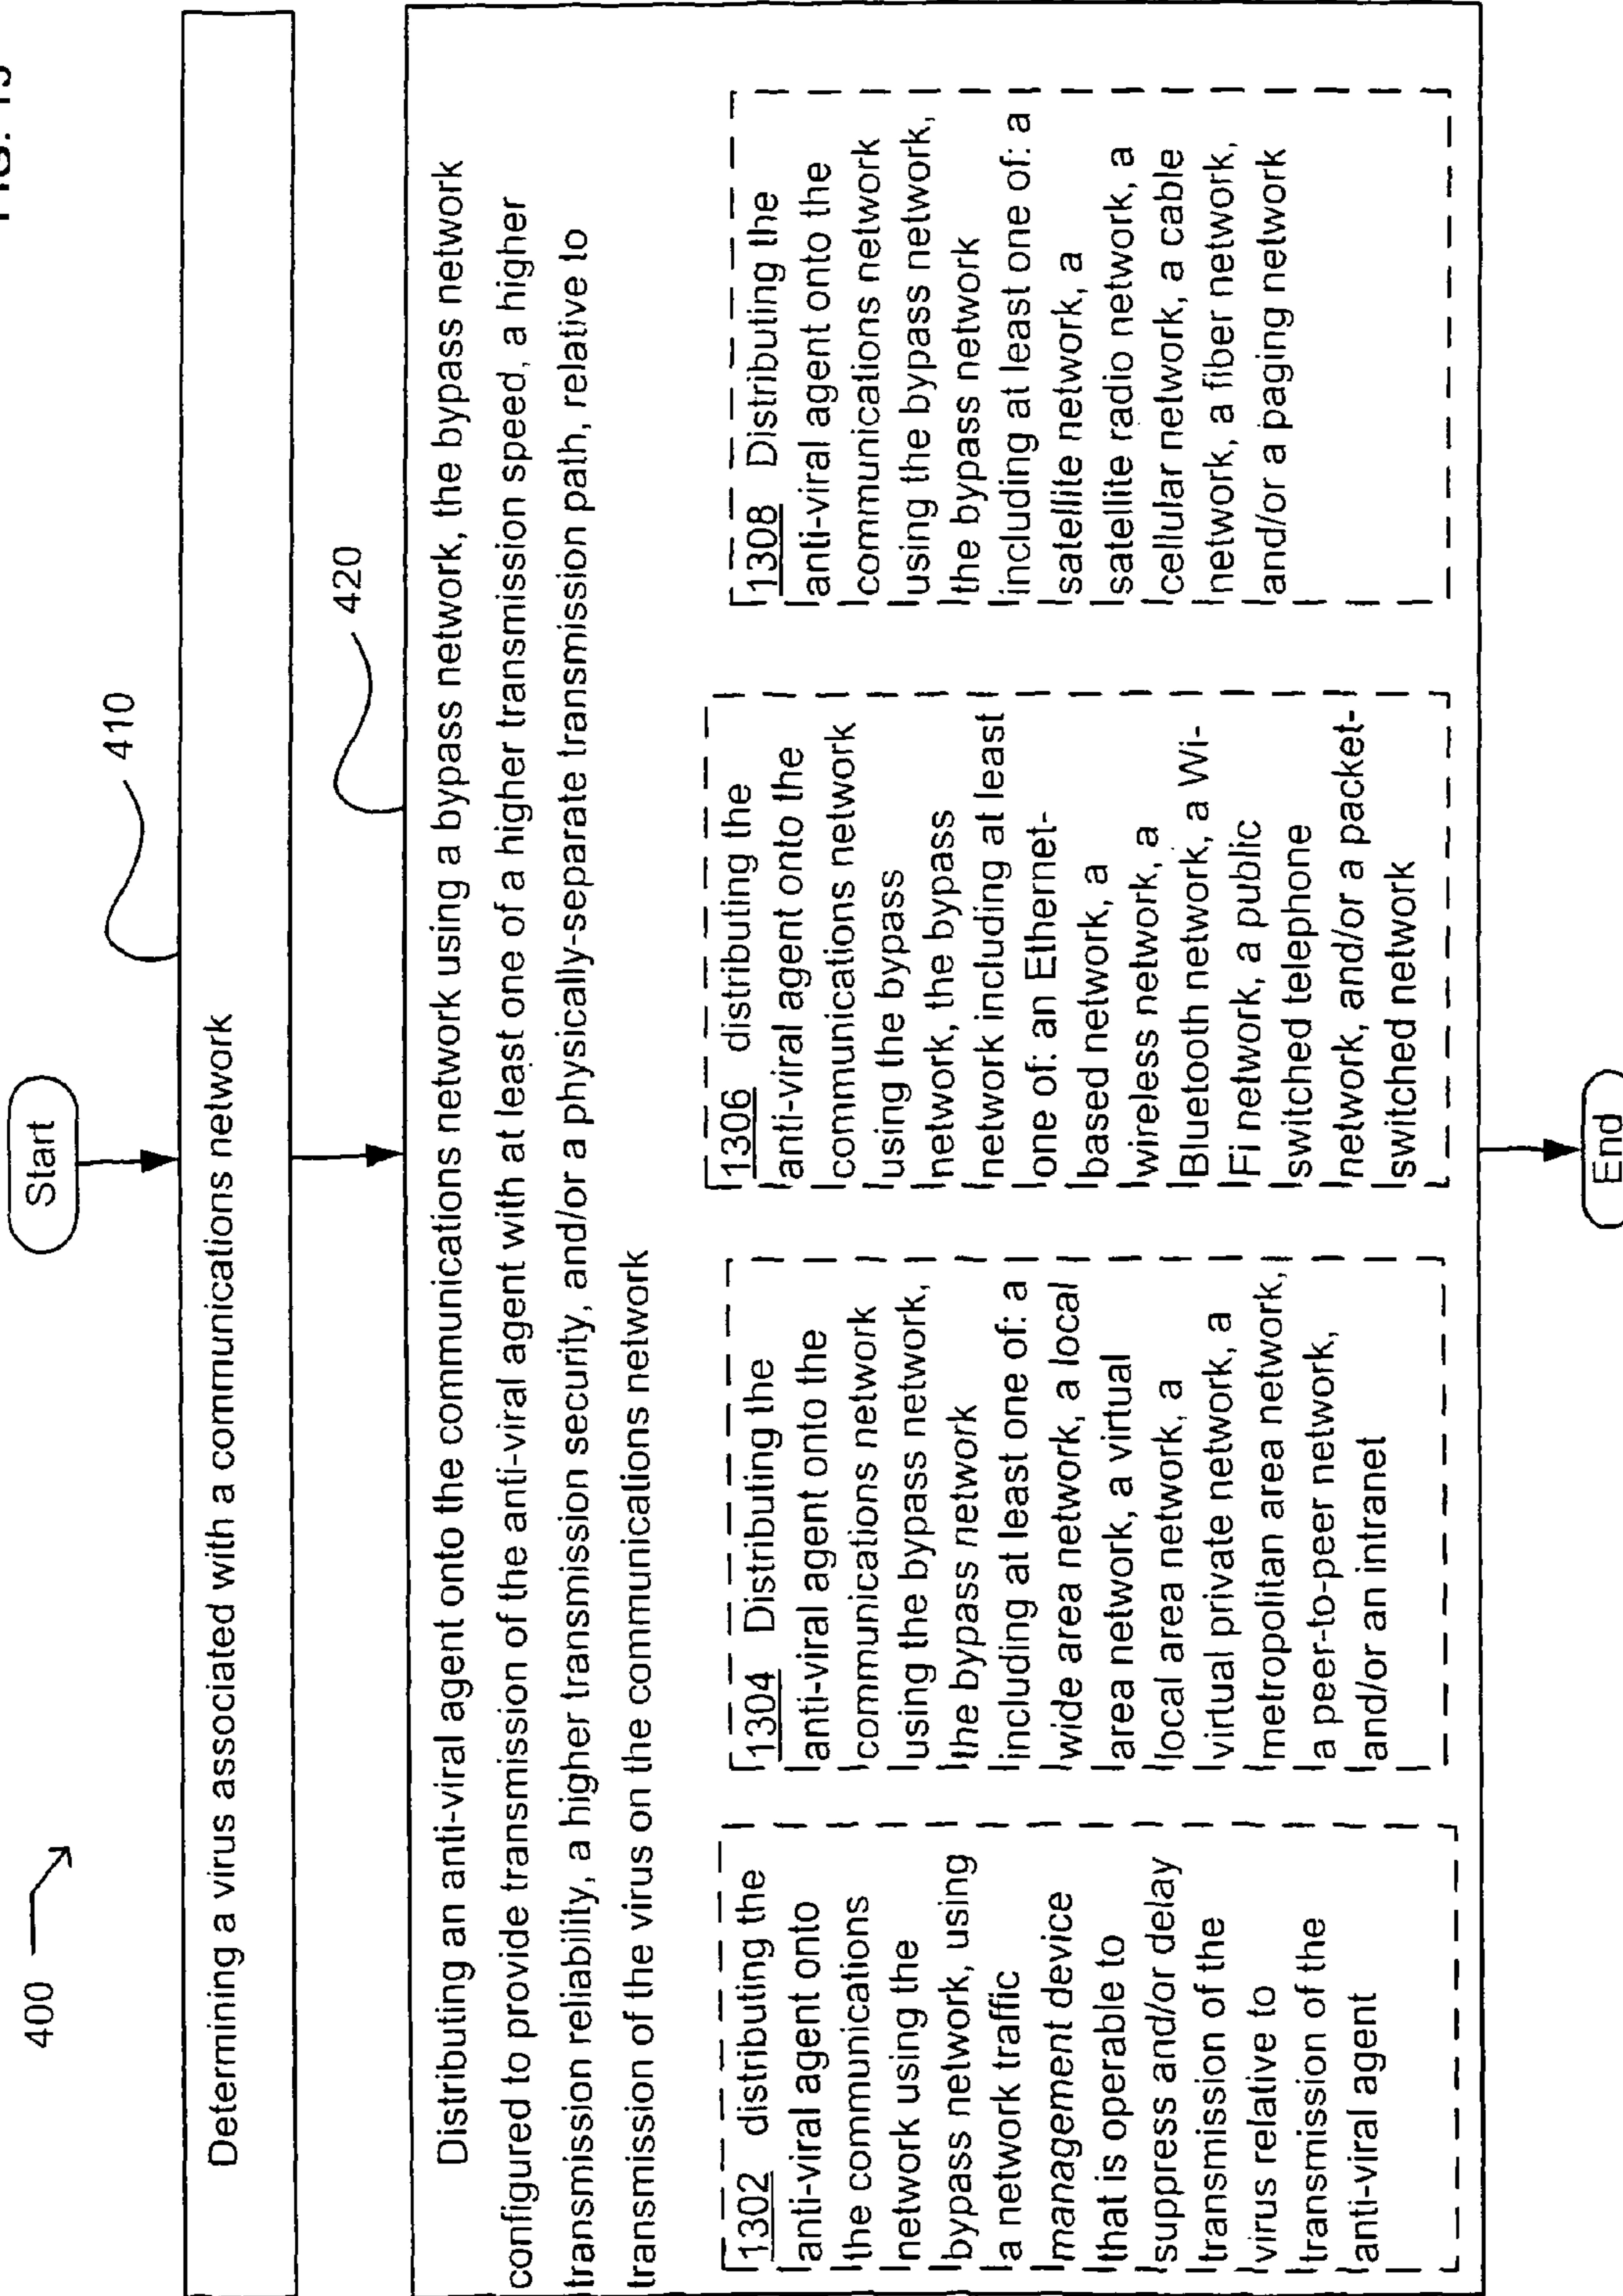 400
Start
410
Determining a virus associated with a communications network
420
Distributing an anti-viral agent onto the communications network using a bypass network, the bypass network
configured to provide transmission of the anti-viral agent with at least one of a higher transmission speed, a higher
transmission reliability, a higher transmission security, and/or a physically-separate transmission path, relative to
transmission of the virus on the communications network
1302 distributing the
anti-viral agent onto
the communications
network using the
bypass network, using
a network traffic
management device
that is operable to
suppress and/or delay
transmission of the
virus relative to
transmission of the
anti-viral agent
1304 Distributing the
anti-viral agent onto the
communications network
using the bypass network,
the bypass network
including at least one of: a
wide area network, a local
area network, a virtual
local area network, a
virtual private network, a
metropolitan area network,
a peer-to-peer network,
and/or an intranet
1306 distributing the
anti-viral agent onto the
communications network
using the bypass
network, the bypass
network including at least
one of: an Ethernet-
based network, a
wireless network, a
Bluetooth network, a Wi-
Fi network, a public
switched telephone
network, and/or a packet-
switched network
1308 Distributing the
anti-viral agent onto the
communications network
using the bypass network,
the bypass network
including at least one of: a
satellite network, a
satellite radio network, a
cellular network, a cable
network, a fiber network,
and/or a paging network
End